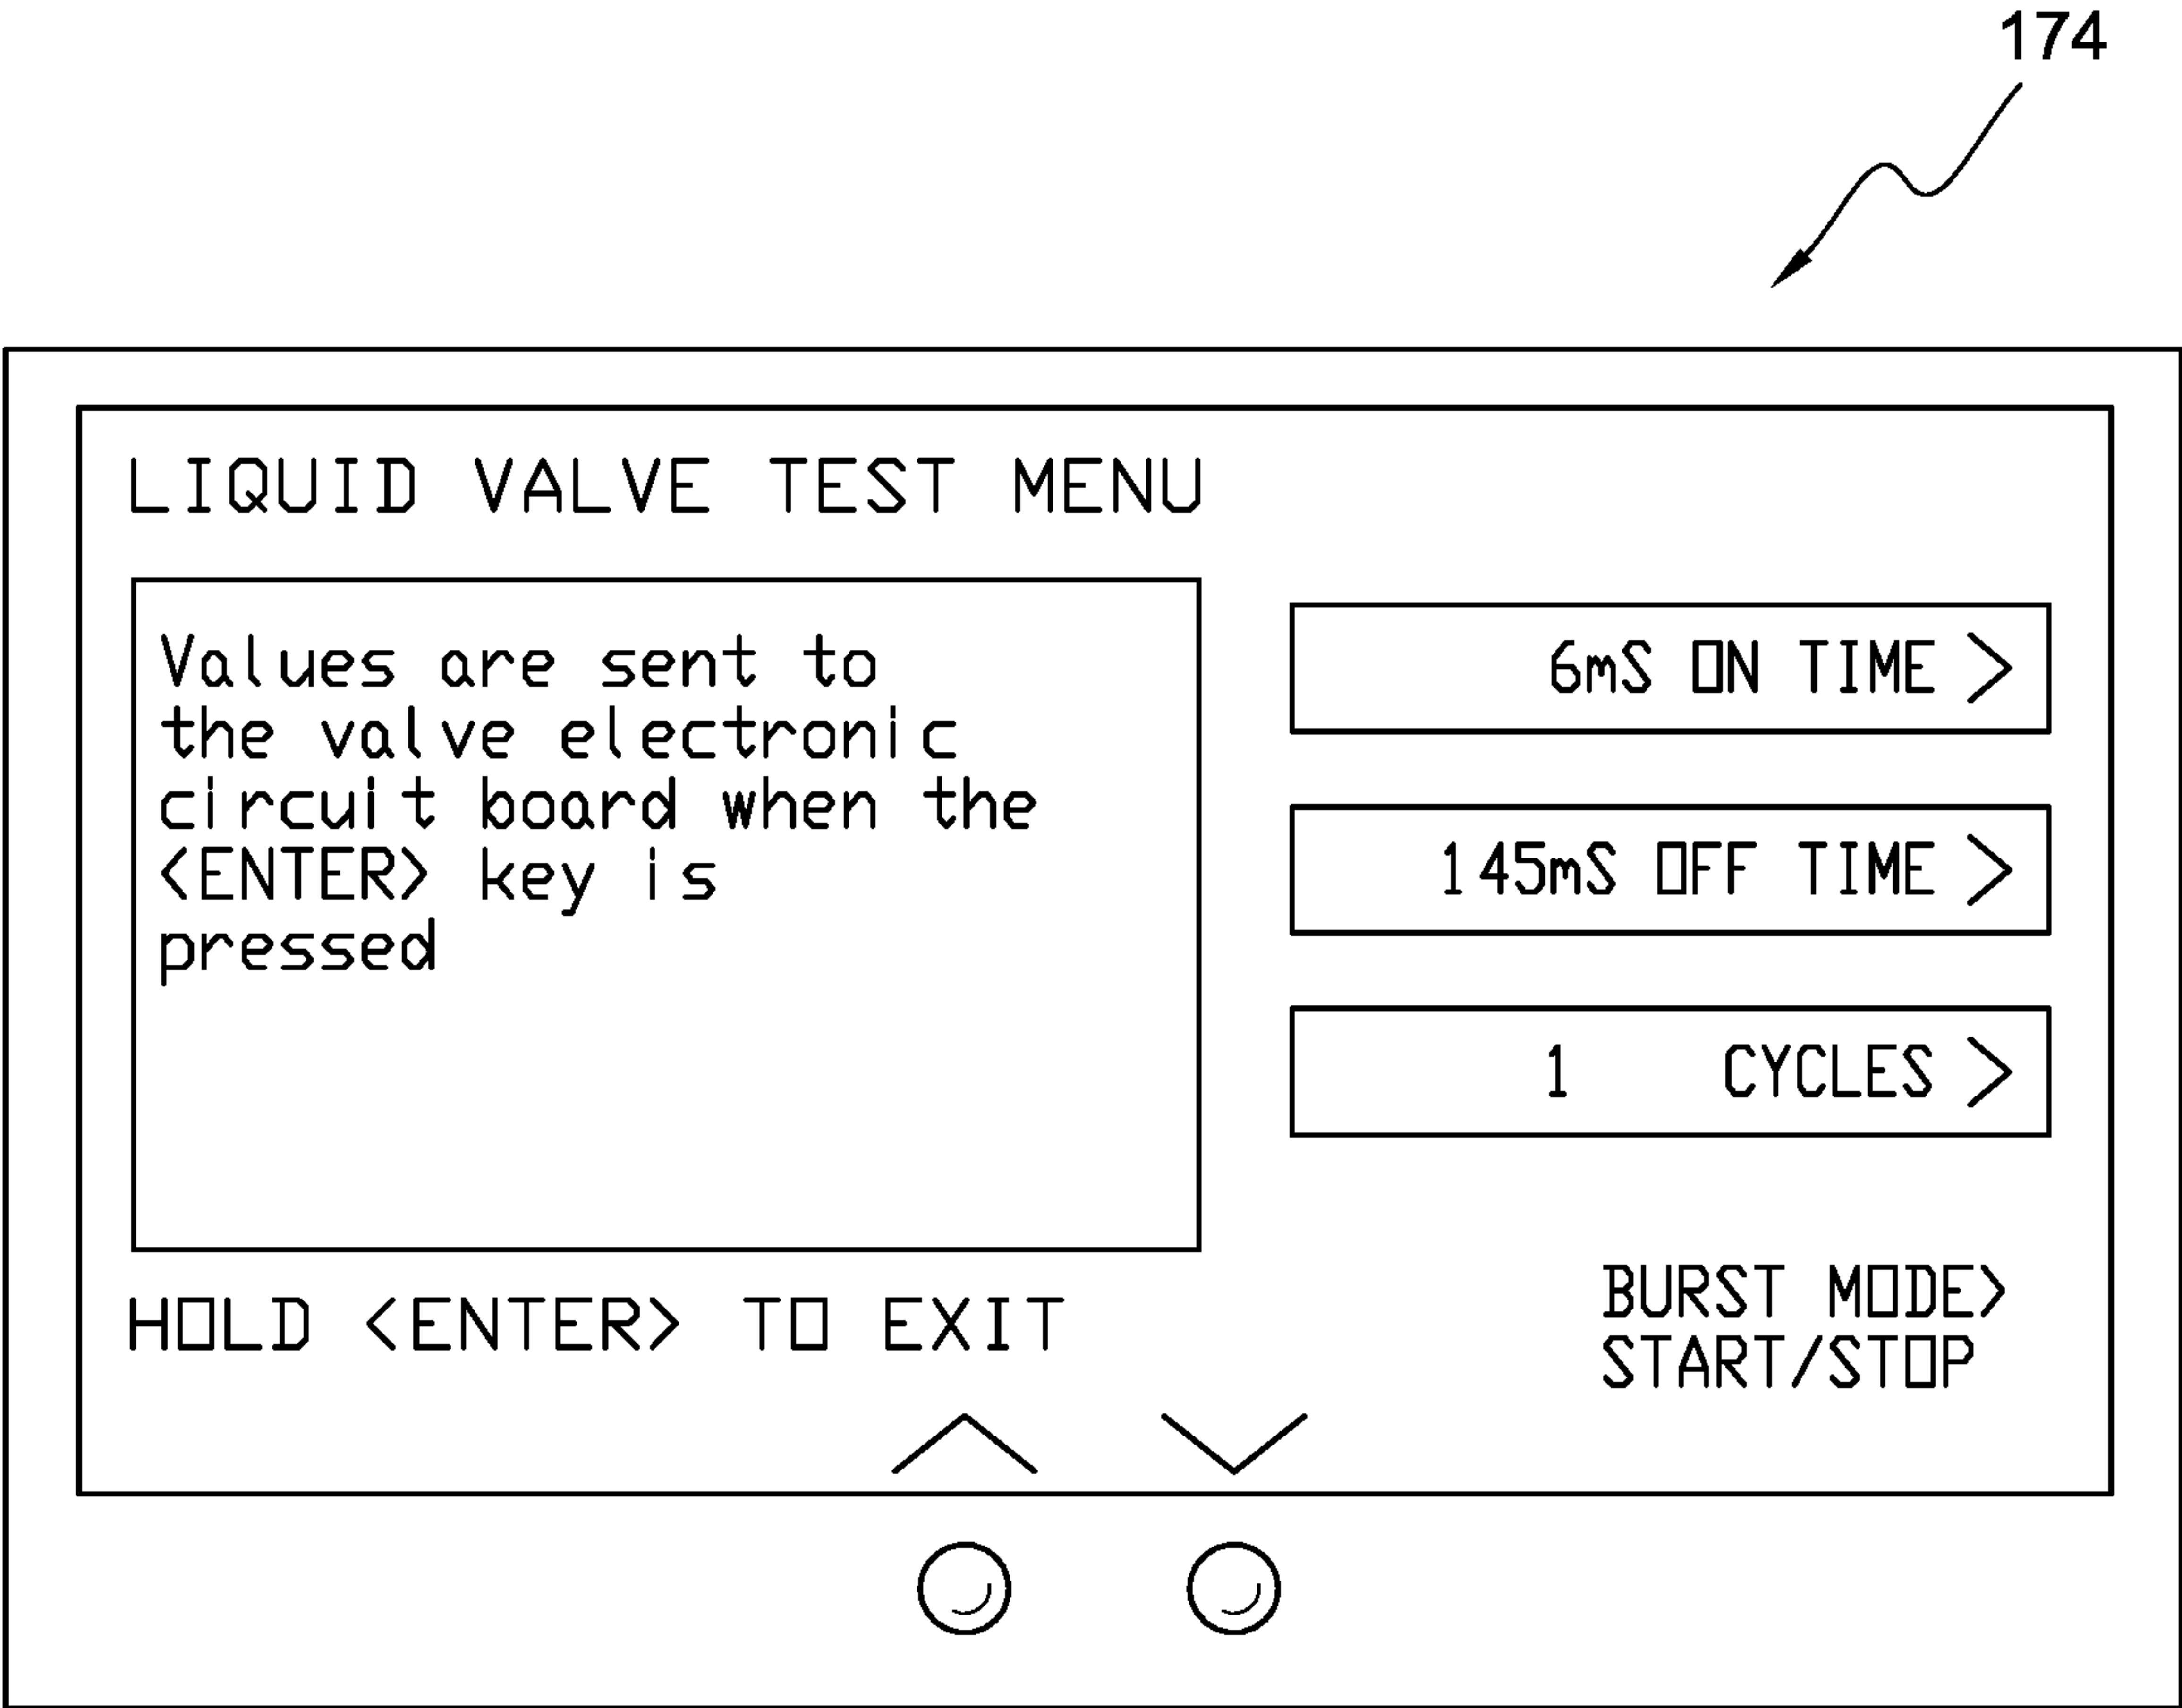 174
LIQUID VALVE TEST MENU
Values are sent to
the valve electronic
circuit board when the
<ENTER> key is
pressed
6mS ON TIME >
145mS OFF TIME >
1 CYCLES >
HOLD <ENTER> TO EXIT
BURST MODE>
START/STOP